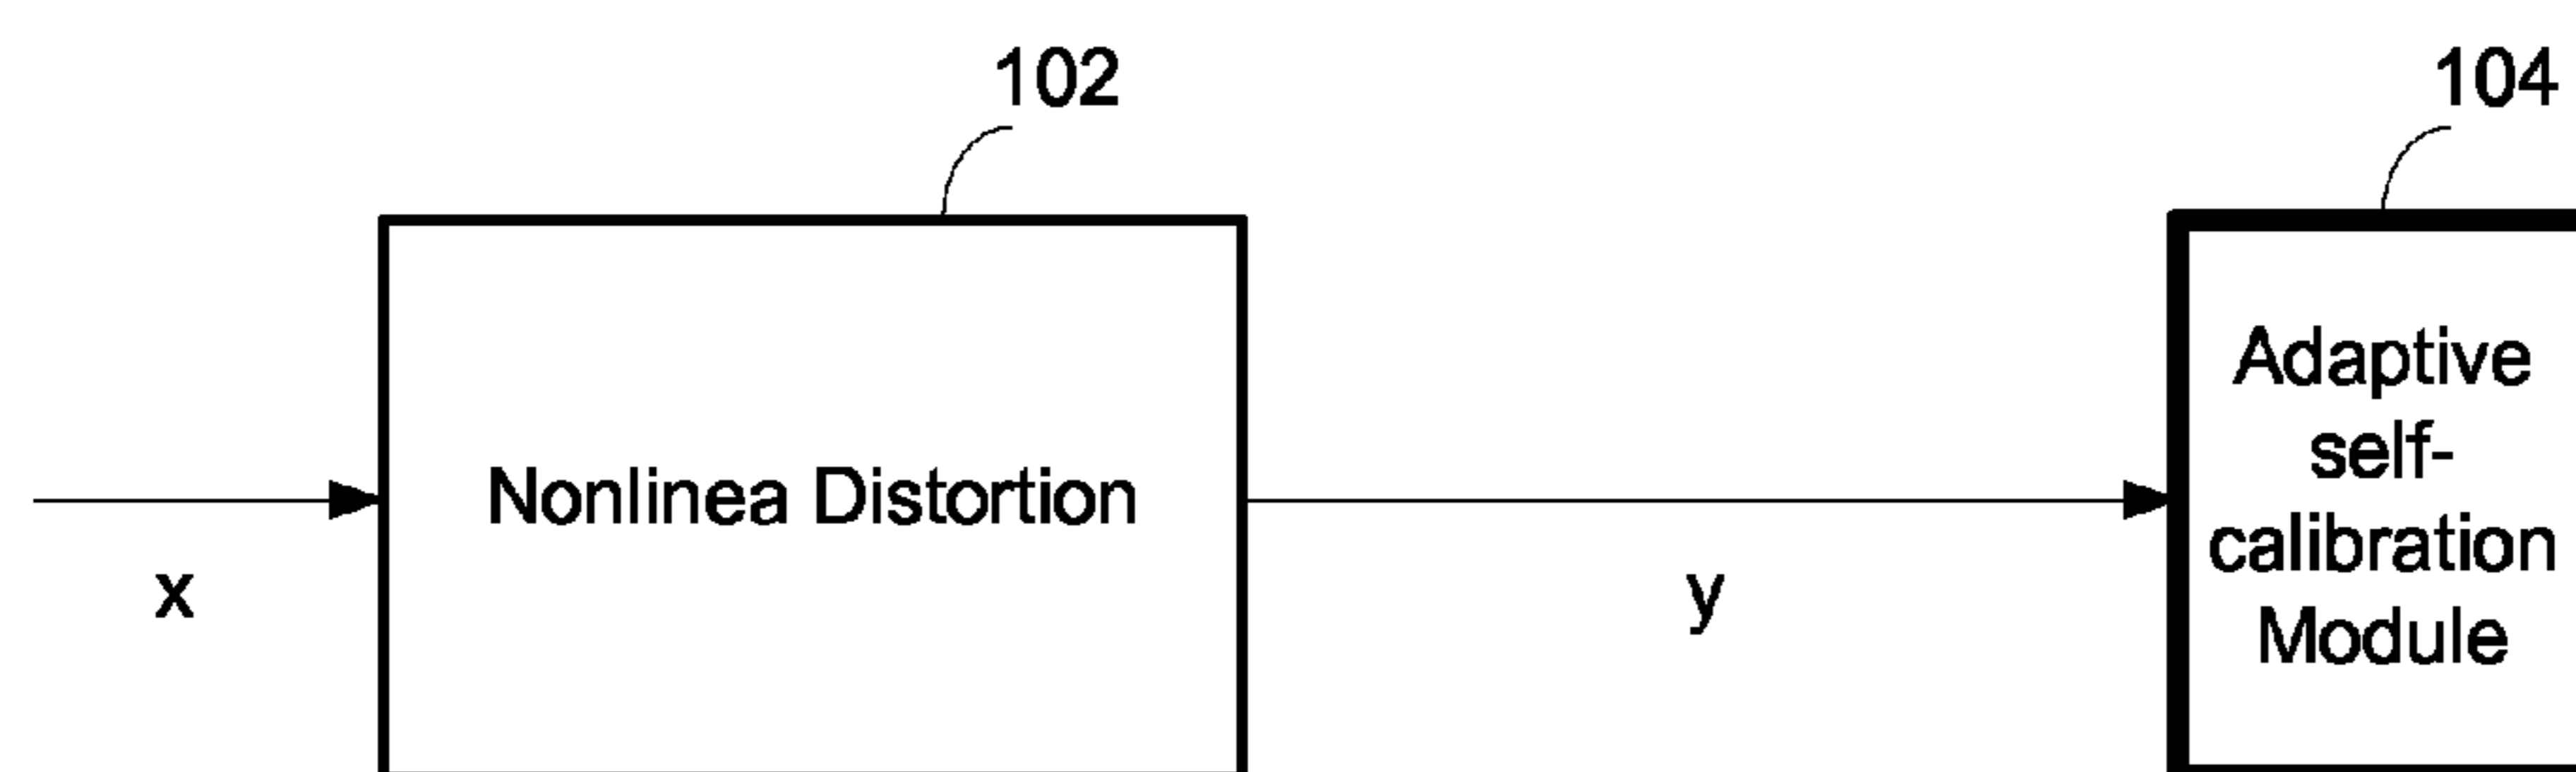 102
104
Nonlinea Distortion
Adaptive
self-
calibration
Module
x
y